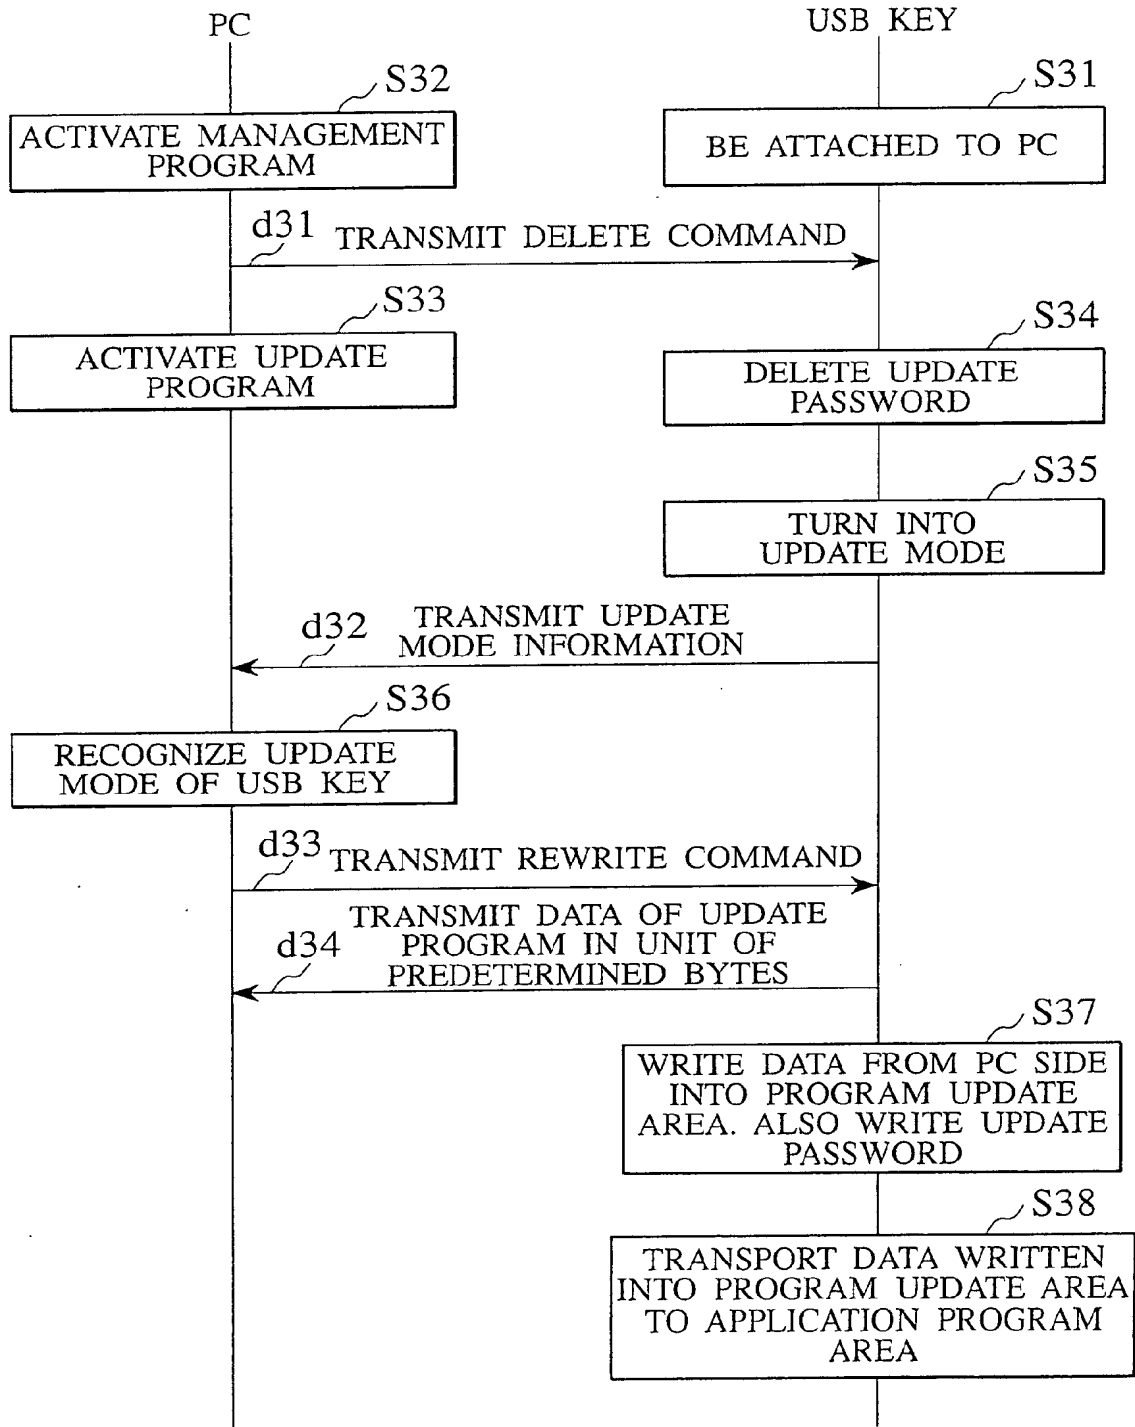 PC
USB KEY
S32
S31
ACTIVATE MANAGEMENT
PROGRAM
BE ATTACHED TO PC
d31
TRANSMIT DELETE COMMAND
S33
S34
ACTIVATE UPDATE
PROGRAM
DELETE UPDATE
PASSWORD
S35
TURN INTO
UPDATE MODE
TRANSMIT UPDATE
MODE INFORMATION
d32
S36
RECOGNIZE UPDATE
MODE OF USB KEY
d33
TRANSMIT REWRITE COMMAND
TRANSMIT DATA OF UPDATE
PROGRAM IN UNIT OF
PREDETERMINED BYTES
d34
S37
WRITE DATA FROM PC SIDE
INTO PROGRAM UPDATE
AREA. ALSO WRITE UPDATE
PASSWORD
S38
TRANSPORT DATA WRITTEN
INTO PROGRAM UPDATE AREA
TO APPLICATION PROGRAM
AREA